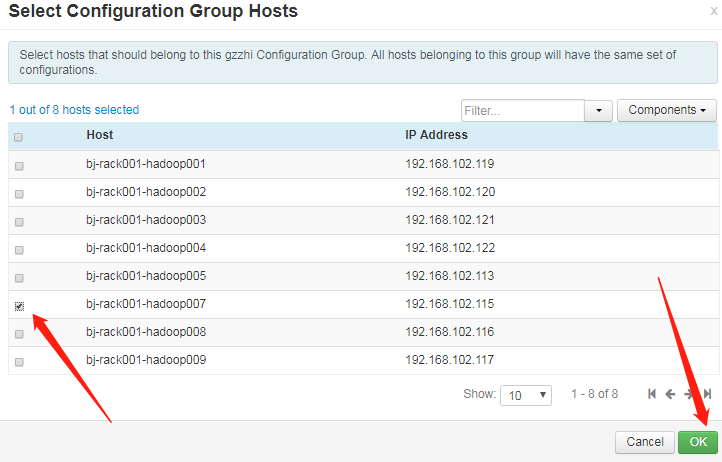 Select Configuration Group Hosts
x
Select hosts that should belong to this gzzhi Configuration Group. All hosts belonging to this group will have the same set of
configurations.
1 out of 8 hosts selected
Filter...
Components
Host IP Address
bj-rack001-hadoop001 192.168.102.119
bj-rack001-hadoop002 192.168.102.120
bj-rack001-hadoop003 192.168.102.121
bj-rack001-hadoop004 192.168.102.122
bj-rack001-hadoop005 192.168.102.113
bj-rack001-hadoop007 192.168.102.115
bj-rack001-hadoop008 192.168.102.116
bj-rack001-hadoop009 192.168.102.117
Show: 10 1 - 8 of 8
Cancel OK